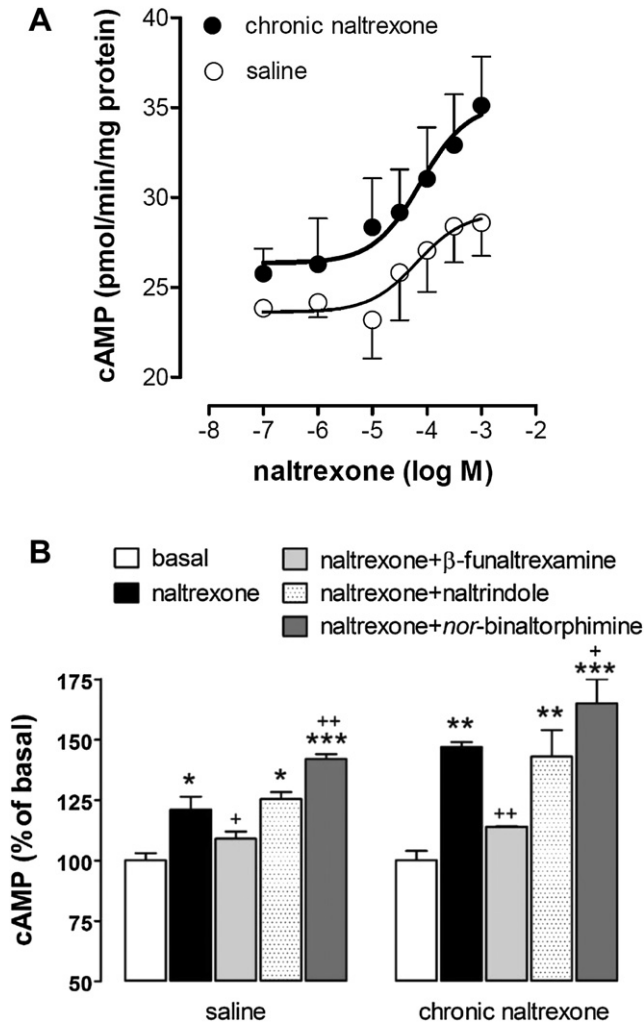 A
chronic naltrexone
saline
cAMP (pmol/min/mg protein)
40
35
30
25
20
-8 -7 -6 -5 -4 -3 -2
naltrexone (log M)
B
basal
naltrexone
naltrexone+β-funaltrexamine
naltrexone+naltrindole
naltrexone+nor-binaltorphimine
cAMP (% of basal)
175
150
125
100
75
50
*
+
*
++
***
**
++
**
+
***
saline
chronic naltrexone